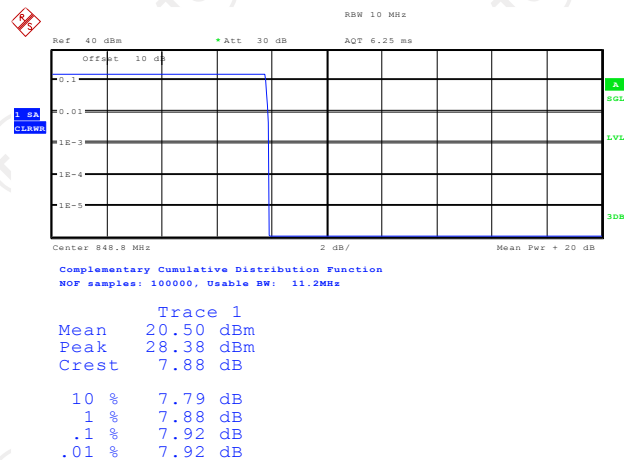 RBW 10 MHz
Ref 40 dBm * Att 30 dB AQT 6.25 ms
Offset 10 dB
0.1
A
SGL
0.01
1 SA
CLRWR
1E-3
LVL
1E-4
1E-5
3DB
Center 848.8 MHz 2 dB/ Mean Pwr + 20 dB
Complementary Cumulative Distribution Function
NOF samples: 100000, Usable BW: 11.2MHz
Trace 1
Mean 20.50 dBm
Peak 28.38 dBm
Crest 7.88 dB
10 % 7.79 dB
1 % 7.88 dB
.1 % 7.92 dB
.01 % 7.92 dB